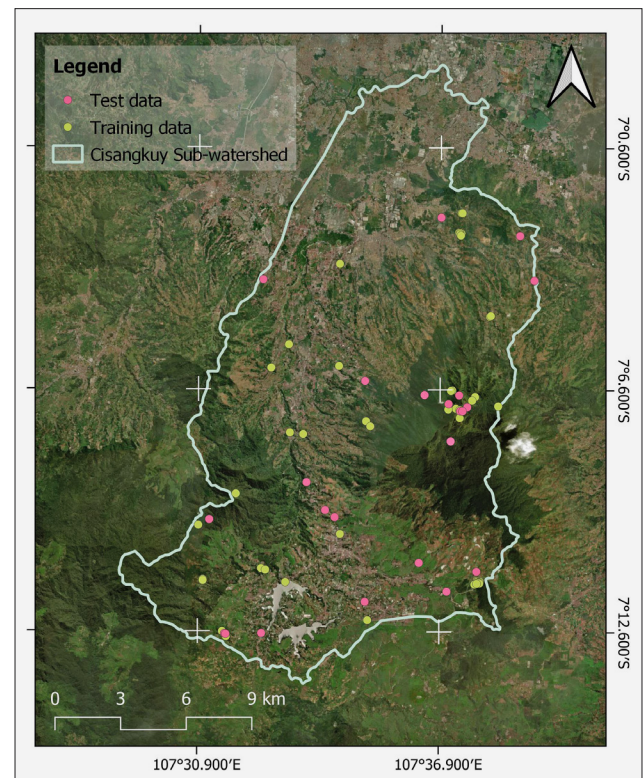 Legend
Test data
Training data
Cisangkuy Sub-watershed
7°0.600′S
7°6.600′S
7°12.600′S
0 3 6 9 km
107°30.900′E
107°36.900′E